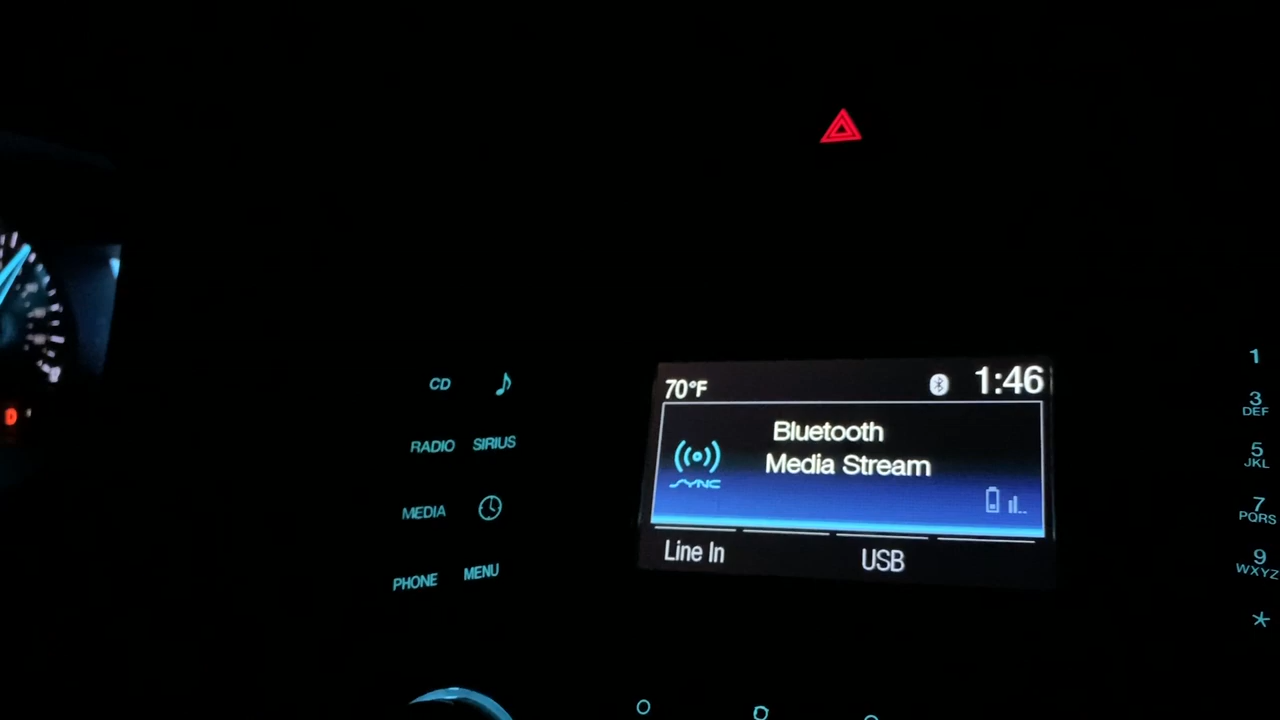 CD
RADIO SIRIUS
MEDIA
PHONE MENU
70°F 1:46
Bluetooth
Media Stream
SYNC
Line In USB
1
3
DEF
5
JKL
7
PQRS
9
WXYZ
*